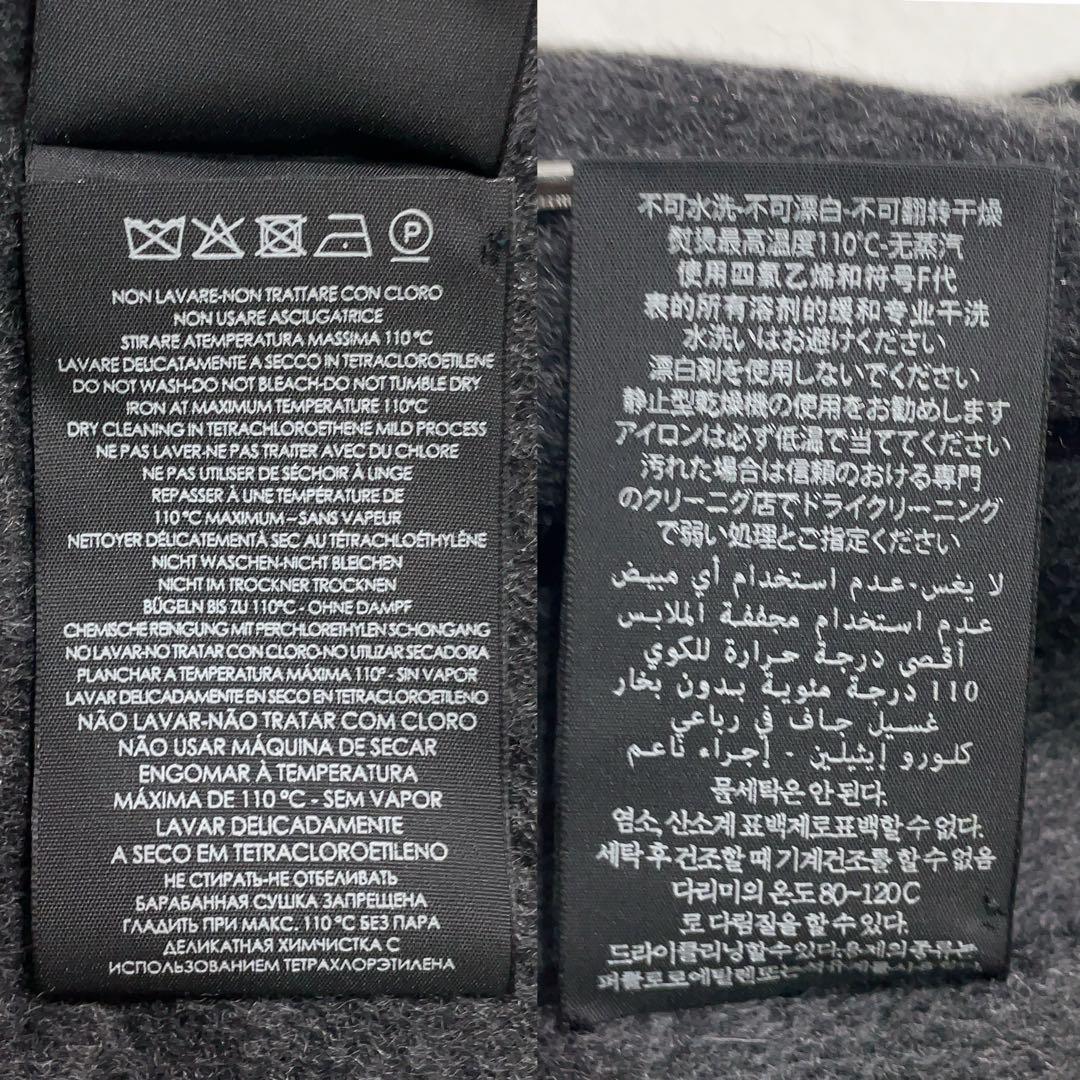 P
NON LAVARE-NON TRATTARE CON CLORO
NON USARE ASCIUGATRICE
STIRARE ATEMPERATURA MASSIMA 110 °C
LAVARE DELICATAMENTE A SECCO IN TETRACLOROETILENE
DO NOT WASH-DO NOT BLEACH-DO NOT TUMBLE DRY
IRON AT MAXIMUM TEMPERATURE 110°C
DRY CLEANING IN TETRACHLOROETHENE MILD PROCESS
NE PAS LAVER-NE PAS TRAITER AVEC DU CHLORE
NE PAS UTILISER DE SÉCHOIR À LINGE
REPASSER À UNE TEMPÉRATURE DE
110 °C MAXIMUM – SANS VAPEUR
NETTOYER DÉLICATEMENT À SEC AU TÉTRACHLOÉTHYLÈNE
NICHT WASCHEN-NICHT BLEICHEN
NICHT IM TROCKNER TROCKNEN
BÜGELN BIS ZU 110°C - OHNE DAMPF
CHEMISCHE REINIGUNG MIT PERCHLORETHYLEN SCHONGANG
NO LAVAR-NO TRATAR CON CLORO-NO UTILIZAR SECADORA
PLANCHAR A TEMPERATURA MÁXIMA 110° - SIN VAPOR
LAVAR DELICADAMENTE EN SECO EN TETRACLOROETILENO
NÃO LAVAR-NÃO TRATAR COM CLORO
NÃO USAR MÁQUINA DE SECAR
ENGOMAR À TEMPERATURA
MÁXIMA DE 110 °C - SEM VAPOR
LAVAR DELICADAMENTE
A SECO EM TETRACLOROETILENO
НЕ СТИРАТЬ-НЕ ОТБЕЛИВАТЬ
БАРАБАННАЯ СУШКА ЗАПРЕЩЕНА
ГЛАДИТЬ ПРИ МАКС. 110 °C БЕЗ ПАРА
ДЕЛИКАТНАЯ ХИМЧИСТКА С
ИСПОЛЬЗОВАНИЕМ ТЕТРАХЛОРЭТИЛЕНА
不可水洗-不可漂白-不可翻转干燥
熨烫最高温度110°C-无蒸汽
使用四氯乙烯和符号F代
表的所有溶剂的缓和专业干洗
水洗いはお避けください
漂白剤を使用しないでください
静止型乾燥機の使用をお勧めします
アイロンは必ず低温で当ててください
汚れた場合は信頼のおける専門
のクリーニング店でドライクリーニング
で弱い処理とご指定ください
لا يغس.عدم استخدام أي مبيض
عدم استخدام مجففة الملابس
أقصى درجة حرارة للكوي
110 درجة مئوية بدون بخار
غسيل جاف في رباعي
كلورو إيثيلين - إجراء ناعم
물세탁은 안 된다.
염소, 산소계 표백제로표백할 수 없다.
세탁 후 건조할 때 기계건조를 할 수 없음
다리미의 온도 80-120C
로 다림질을 할 수 있다.
드라이클리닝할 수 있다.